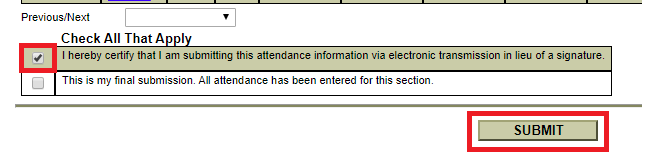 Previous/Next
Check All That Apply
I hereby certify that I am submitting this attendance information via electronic transmission in lieu of a signature.
This is my final submission. All attendance has been entered for this section.
SUBMIT